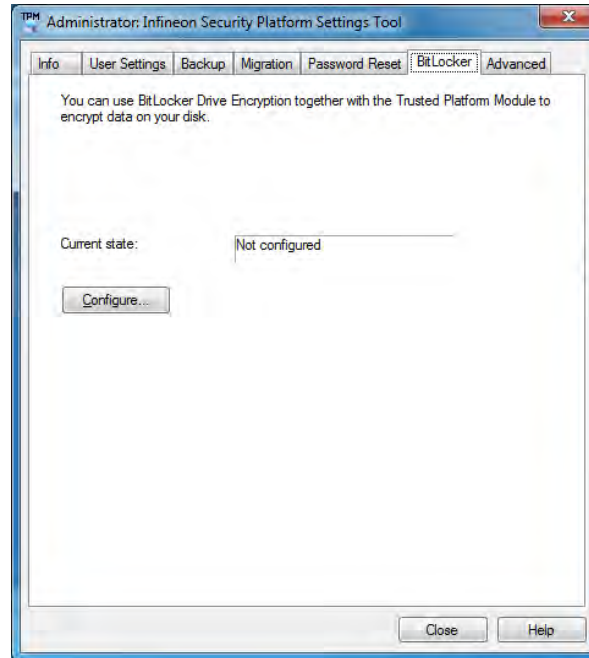 TPM Administrator: Infineon Security Platform Settings Tool
Info User Settings Backup Migration Password Reset BitLocker Advanced
You can use BitLocker Drive Encryption together with the Trusted Platform Module to
encrypt data on your disk.
Current state: Not configured
Configure...
Close Help